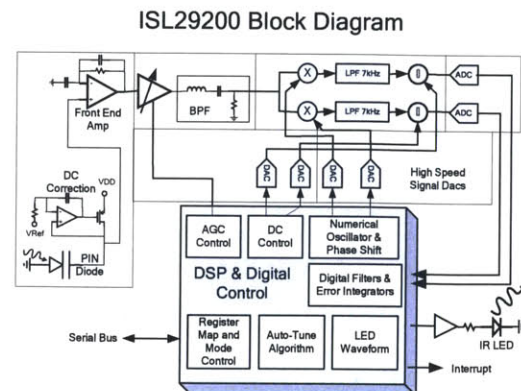 ISL29200 Block Diagram
Front End
Amp
BPF
X
LPF 7kHz
ADC
X
LPF 7kHz
ADC
DC
Correction
VDD
VRef
PIN
Diode
DAC
DAC
DAC
DAC
High Speed
Signal Dacs
AGC
Control
DC
Control
Numerical
Oscillator &
Phase Shift
DSP & Digital
Control
Digital Filters &
Error Integrators
Serial Bus
Register
Map and
Mode
Control
Auto-Tune
Algorithm
LED
Waveform
IR LED
Interrupt